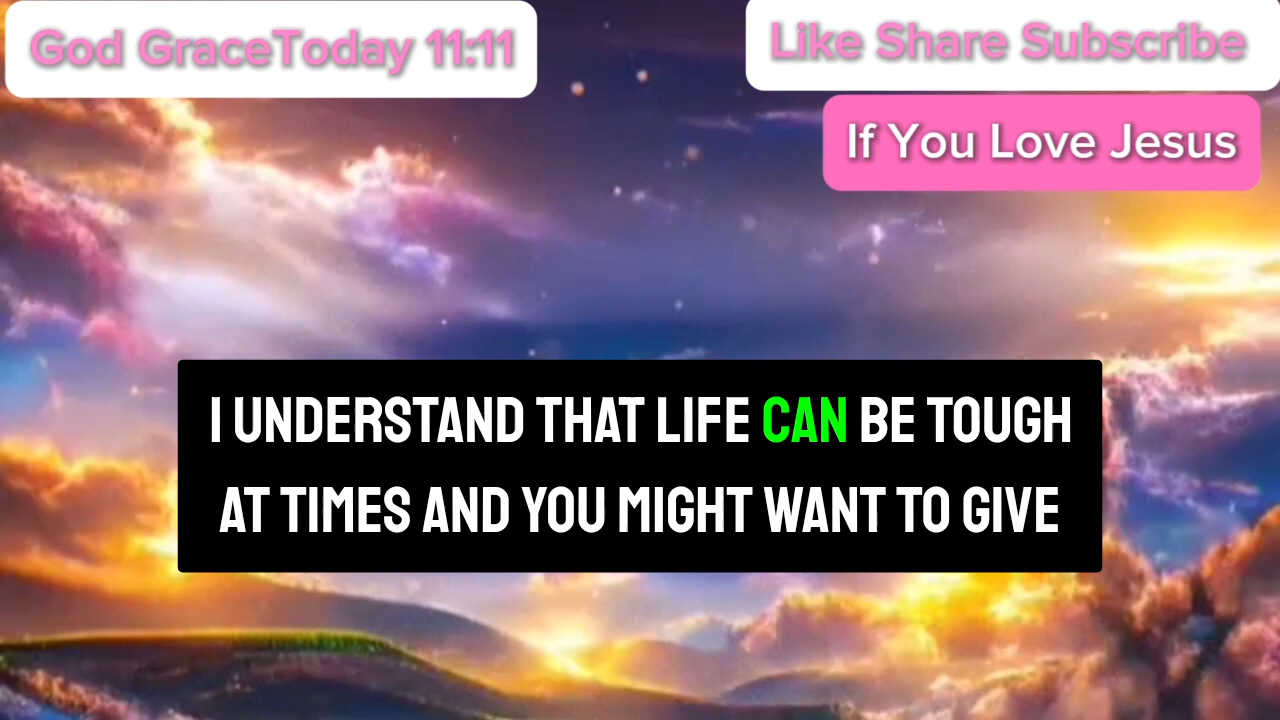 God GraceToday 11:11
Like Share Subscribe
If You Love Jesus
I UNDERSTAND THAT LIFE CAN BE TOUGH
AT TIMES AND YOU MIGHT WANT TO GIVE